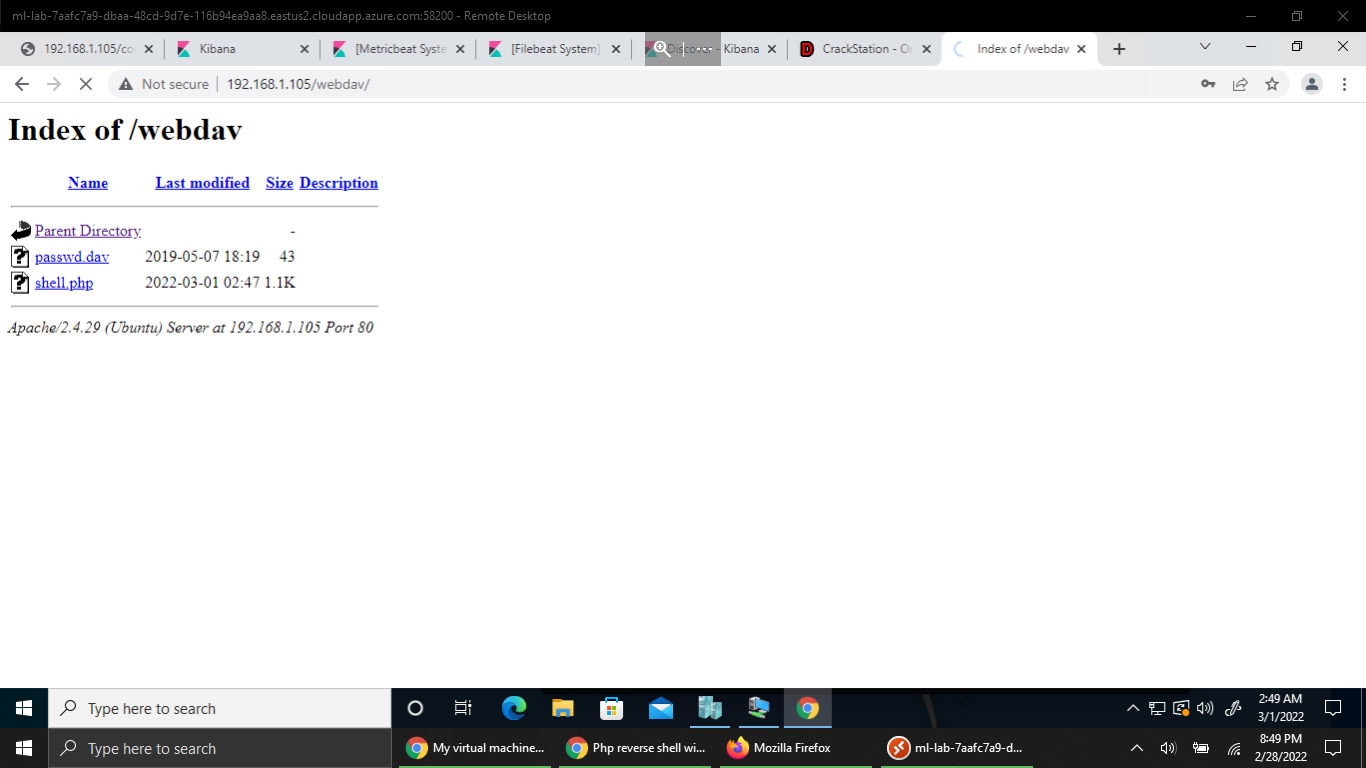 ml-lab-7aafc7a9-dbaa-48cd-9d7e-116b94ea9aa8.eastus2.cloudapp.azure.com:58200 - Remote Desktop
192.168.1.105/co Kibana [Metricbeat Syste [Filebeat System] Discover - Kibana CrackStation - Or Index of /webdav
Not secure 192.168.1.105/webdav/
Index of /webdav
Name Last modified Size Description
Parent Directory -
passwd.dav 2019-05-07 18:19 43
shell.php 2022-03-01 02:47 1.1K
Apache/2.4.29 (Ubuntu) Server at 192.168.1.105 Port 80
Type here to search 2:49 AM
3/1/2022
Type here to search My virtual machine... Php reverse shell wi... Mozilla Firefox ml-lab-7aafc7a9-d... 8:49 PM
2/28/2022